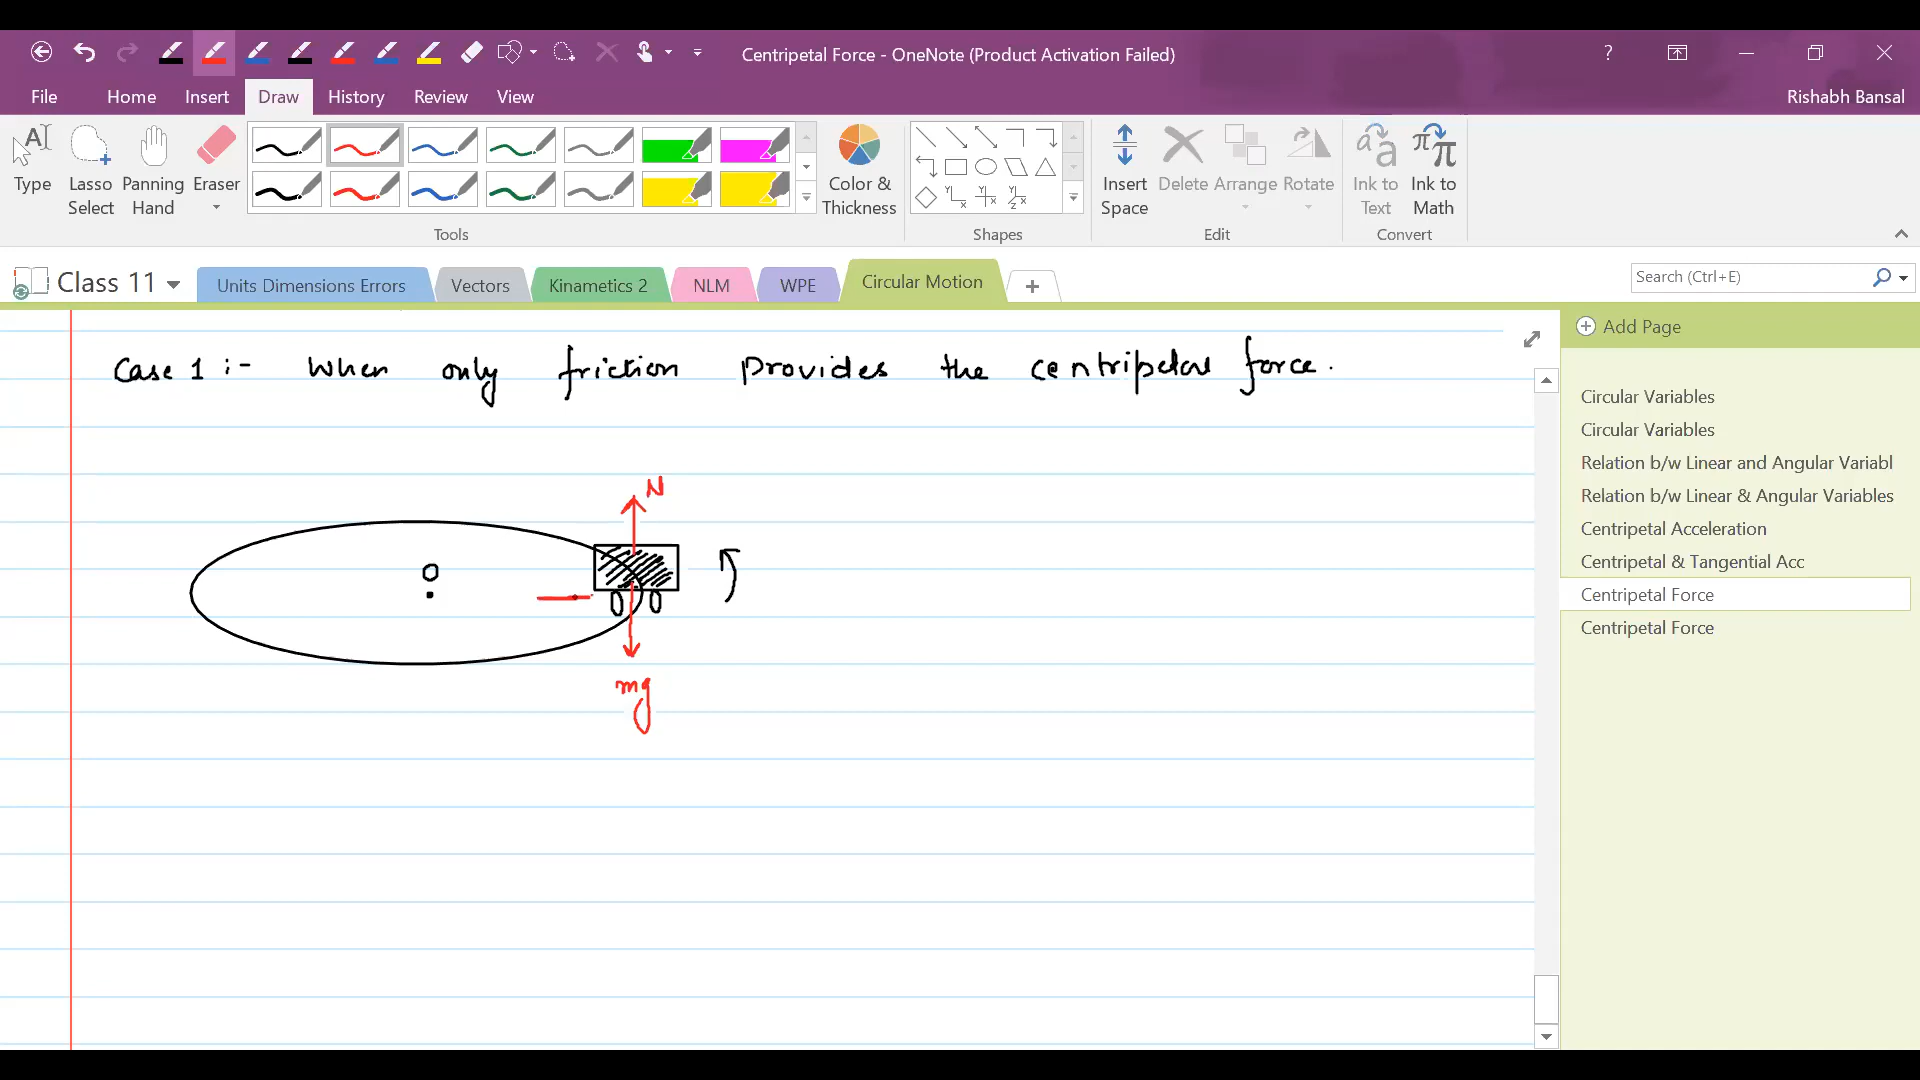 Centripetal Force - OneNote (Product Activation Failed)
?
File Home Insert Draw History Review View
Rishabh Bansal
Type
Lasso Select
Panning Hand
Eraser
Color & Thickness
Insert Space
Delete
Arrange
Rotate
Ink to Text
Ink to Math
Tools
Shapes
Edit
Convert
Class 11
Units Dimensions Errors
Vectors
Kinametics 2
NLM
WPE
Circular Motion
Search (Ctrl+E)
Add Page
Circular Variables
Circular Variables
Relation b/w Linear and Angular Variabl
Relation b/w Linear & Angular Variables
Centripetal Acceleration
Centripetal & Tangential Acc
Centripetal Force
Centripetal Force
Case 1 :- When only friction provides the centripetal force.
N
O
mg